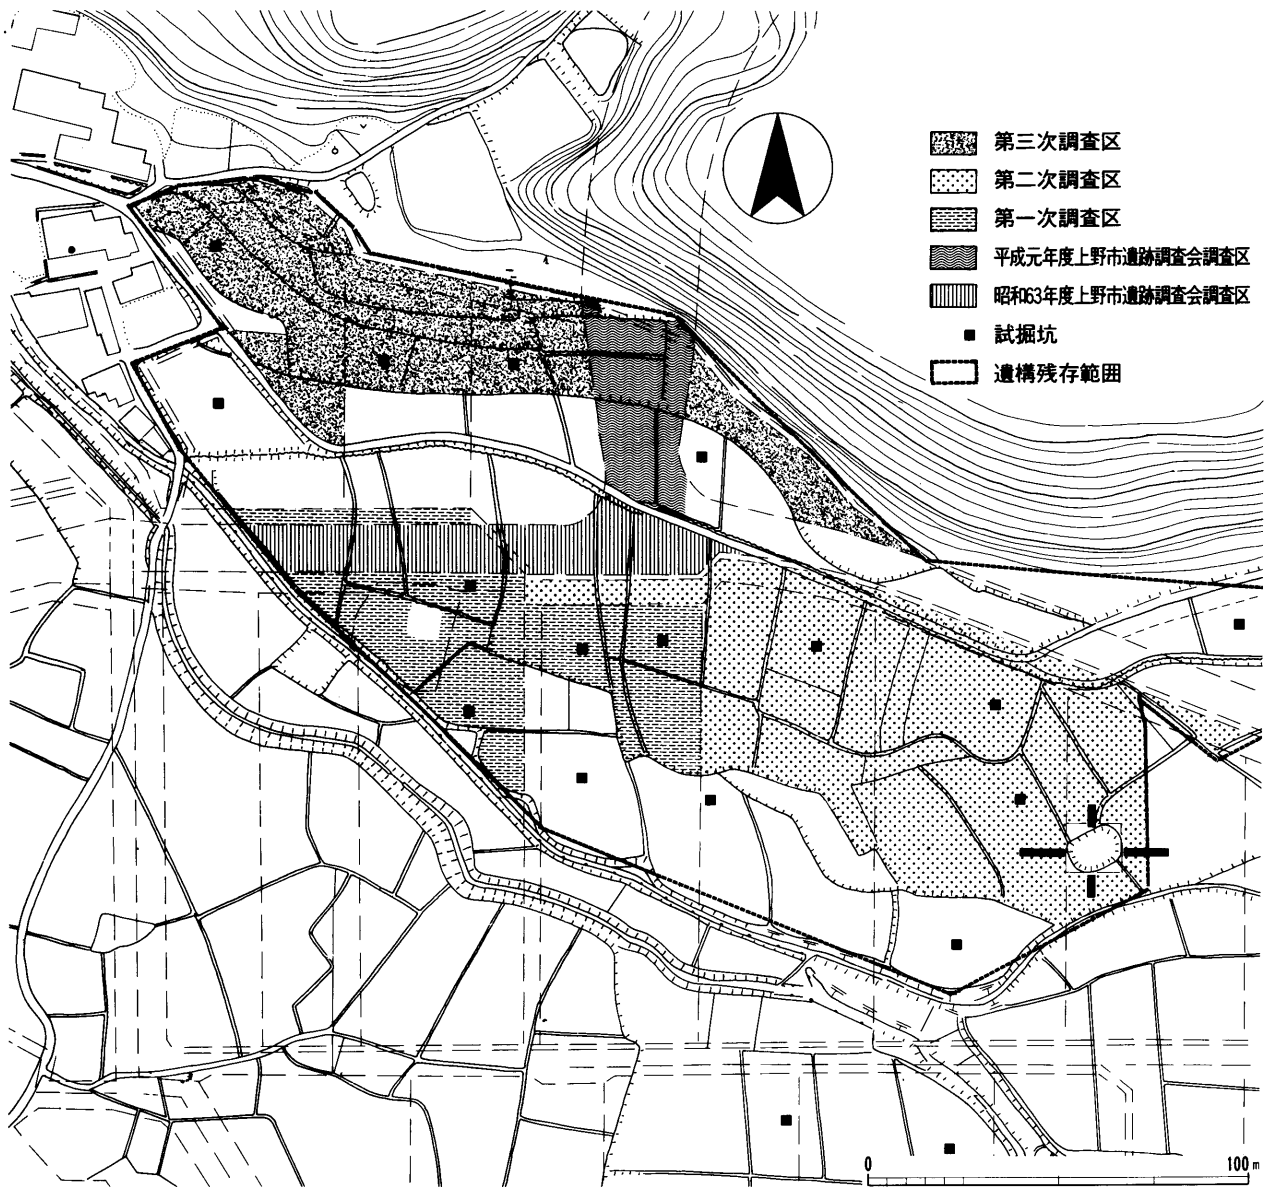 第三次調査区
第二次調査区
第一次調査区
平成元年度上野市遺跡調査会調査区
昭和63年度上野市遺跡調査会調査区
試掘坑
遺構残存範囲
0 100m